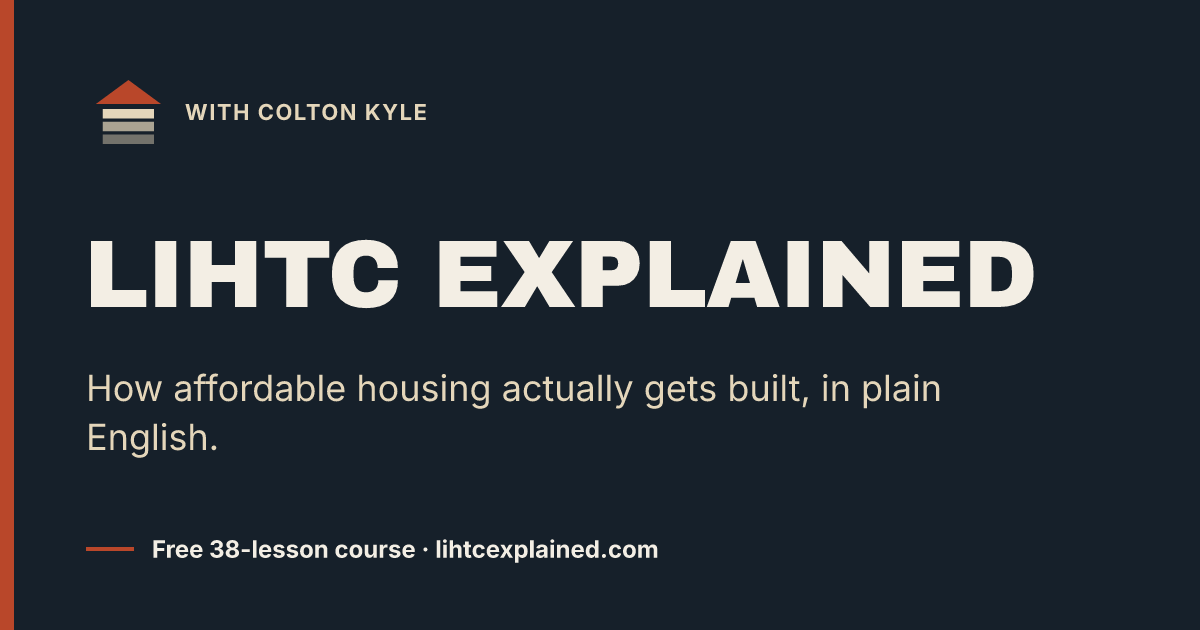 WITH COLTON KYLE
LIHTC EXPLAINED
How affordable housing actually gets built, in plain
English.
Free 38-lesson course · lihtcexplained.com